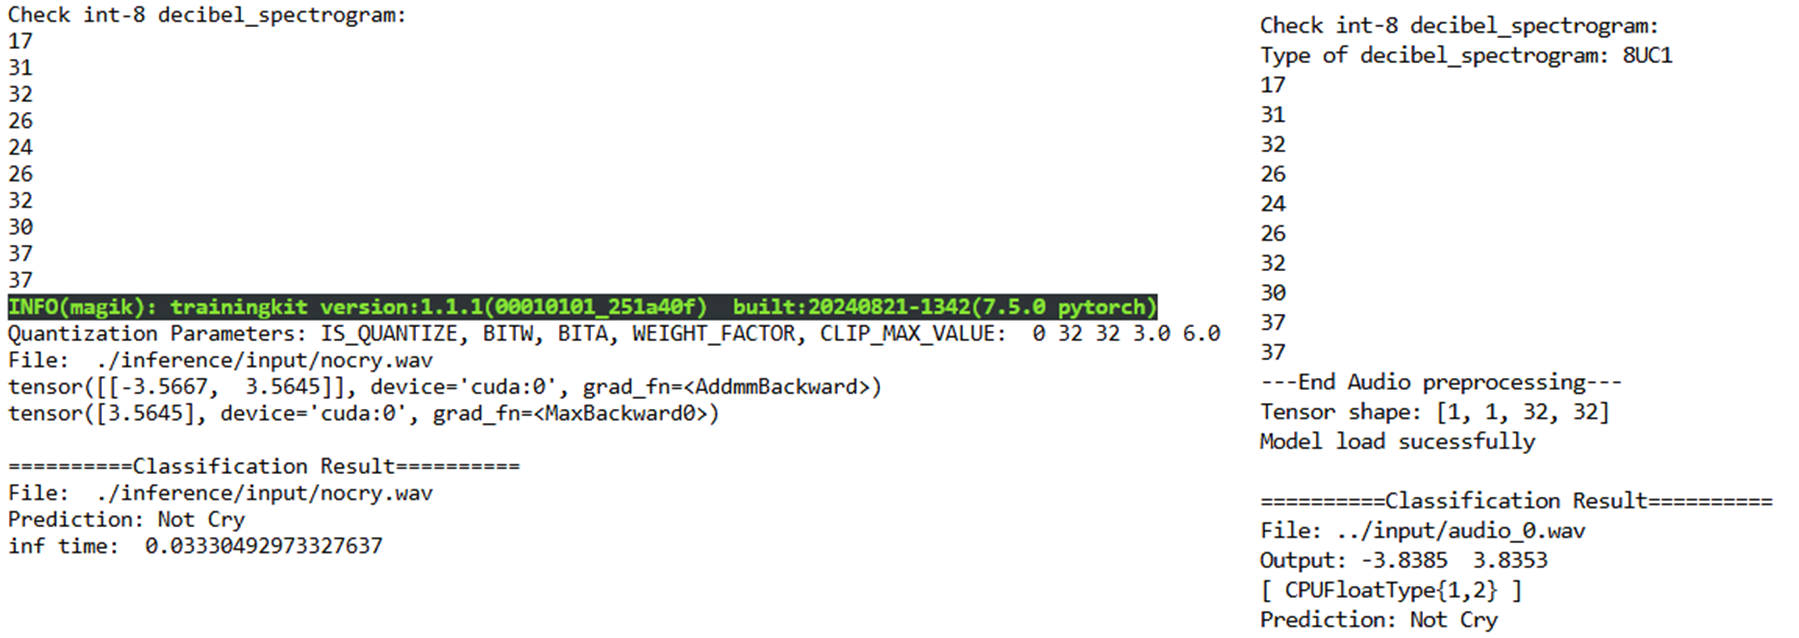 Check int-8 decibel_spectrogram:
17
31
32
26
24
26
32
30
37
37
INFO(magik): trainingkit version:1.1.1(00010101_251a40f)  built:20240821-1342(7.5.0 pytorch)
Quantization Parameters: IS_QUANTIZE, BITW, BITA, WEIGHT_FACTOR, CLIP_MAX_VALUE:  0 32 32 3.0 6.0
File:  ./inference/input/nocry.wav
tensor([[-3.5667,  3.5645]], device='cuda:0', grad_fn=<AddmmBackward>)
tensor([3.5645], device='cuda:0', grad_fn=<MaxBackward0>)
==========Classification Result==========
File:  ./inference/input/nocry.wav
Prediction: Not Cry
inf time:  0.03330492973327637
Check int-8 decibel_spectrogram:
Type of decibel_spectrogram: 8UC1
17
31
32
26
24
26
32
30
37
37
---End Audio preprocessing---
Tensor shape: [1, 1, 32, 32]
Model load sucessfully
==========Classification Result==========
File: ../input/audio_0.wav
Output: -3.8385  3.8353
[ CPUFloatType{1,2} ]
Prediction: Not Cry